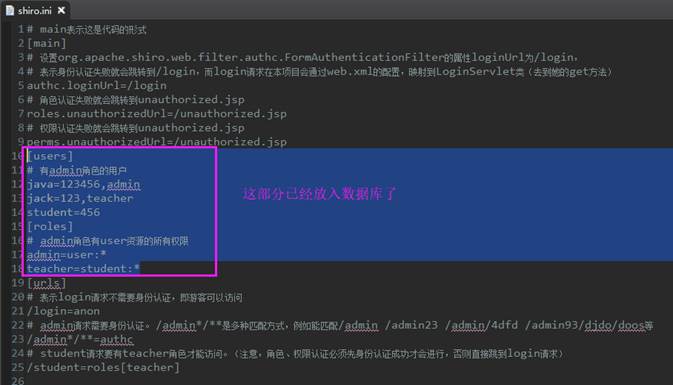 shiro.ini
1 # main表示这是代码的形式
2 [main]
3 # 设置org.apache.shiro.web.filter.authc.FormAuthenticationFilter的属性loginUrl为/login,
4 # 表示身份认证失败就会跳转到/login,而login请求在本项目会通过web.xml的配置,映射到LoginServlet类(去到她的get方法)
5 authc.loginUrl=/login
6 # 角色认证失败就会跳转到unauthorized.jsp
7 roles.unauthorizedUrl=/unauthorized.jsp
8 # 权限认证失败就会跳转到unauthorized.jsp
9 perms.unauthorizedUrl=/unauthorized.jsp
10 [users]
11 # 有admin角色的用户
12 java=123456,admin
13 jack=123,teacher
这部分已经放入数据库了
14 student=456
15 [roles]
16 # admin角色有user资源的所有权限
17 admin=user:*
18 teacher=student:*
19 [urls]
20 # 表示login请求不需要身份认证,即游客可以访问
21 /login=anon
22 # admin请求需要身份认证。/admin*/**是多种匹配方式,例如能匹配/admin /admin23 /admin/4dfd /admin93/djdo/doos等
23 /admin*/**=authc
24 # student请求要有teacher角色才能访问。(注意,角色、权限认证必须先身份认证成功才会进行,否则直接跳到login请求)
25 /student=roles[teacher]
26